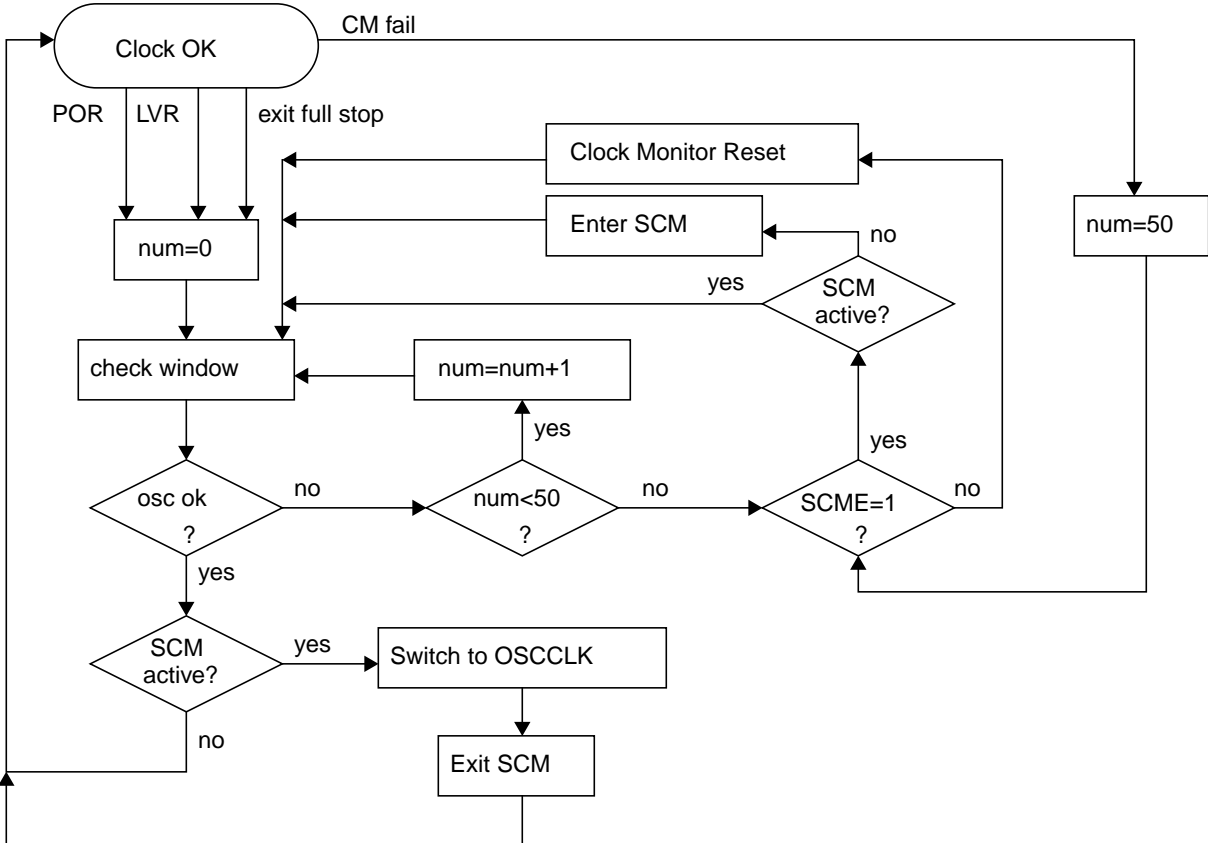 CM fail
Clock OK
POR
LVR
exit full stop
Clock Monitor Reset
Enter SCM
no
num=50
num=0
yes
SCM
active?
check window
num=num+1
yes
yes
osc ok
?
no
num<50
?
no
SCME=1
?
no
yes
SCM
active?
yes
Switch to OSCCLK
no
Exit SCM